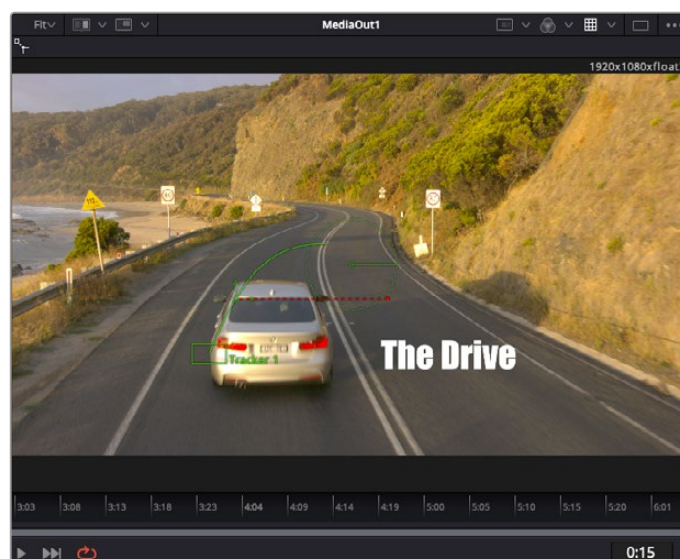 Fit
MediaOut1
1920x1080xfloat
Tracker 1
The Drive
3:03 3:08 3:13 3:18 3:23 4:04 4:09 4:14 4:19 5:00 5:05 5:10 5:15 5:20 6:01
0:15